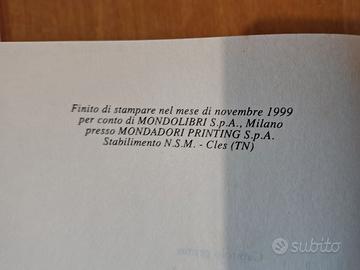 Finito di stampare nel mese di novembre 1999
per conto di MONDOLIBRI S.p.A., Milano
presso MONDADORI PRINTING S.p.A.
Stabilimento N.S.M. - Cles (TN)
subito